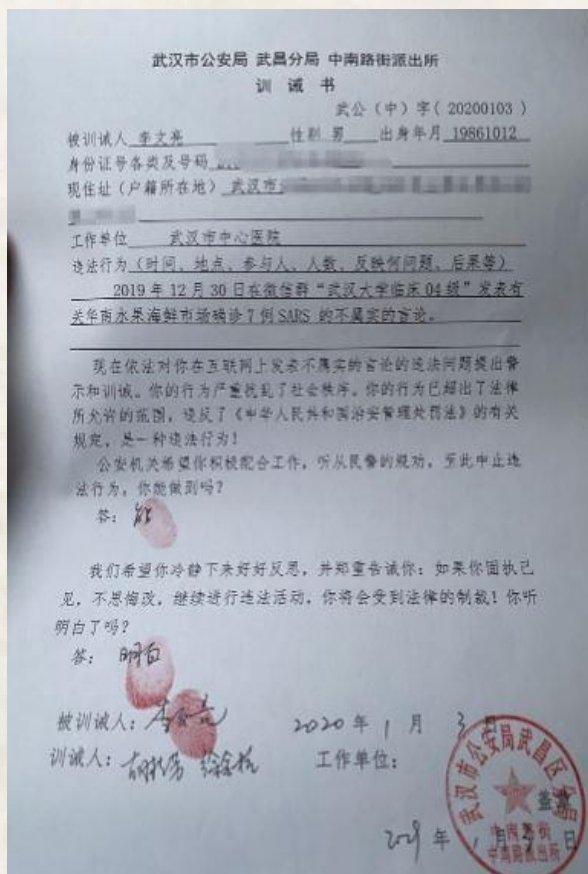 武汉市公安局 武昌分局 中南路街派出所
训 诫 书
武公（中）字( 20200103 )
被训诫人 李文亮 性别 男 出身年月 19861012
身份证号各类及号码
现住址（户籍所在地） 武汉市
工作单位 武汉市中心医院
违法行为（时间、地点、参与人、人数、反映何问题、后果等）
2019 年 12 月 30 日在微信群“武汉大学临床 04 级”发表有
关华南水果海鲜市场确诊 7 例 SARS 的不属实的言论。
现在依法对你在互联网上发表不属实的言论的违法问题提出警
示和训诫。你的行为严重扰乱了社会秩序。你的行为已超出了法律
所允许的范围，违反了《中华人民共和国治安管理处罚法》的有关
规定，是一种违法行为！
公安机关希望你积极配合工作，听从民警的规劝，至此中止违
法行为。你能做到吗？
答： 能
我们希望你冷静下来好好反思，并郑重告诫你：如果你固执己
见，不思悔改，继续进行违法活动，你将会受到法律的制裁！你听
明白了吗？
答： 明白
被训诫人：李文亮 2020 年 1 月 3 日
训诫人： 工作单位：
武汉市公安局武昌区分局
中南路街
中南路派出所
年 1 月 3 日